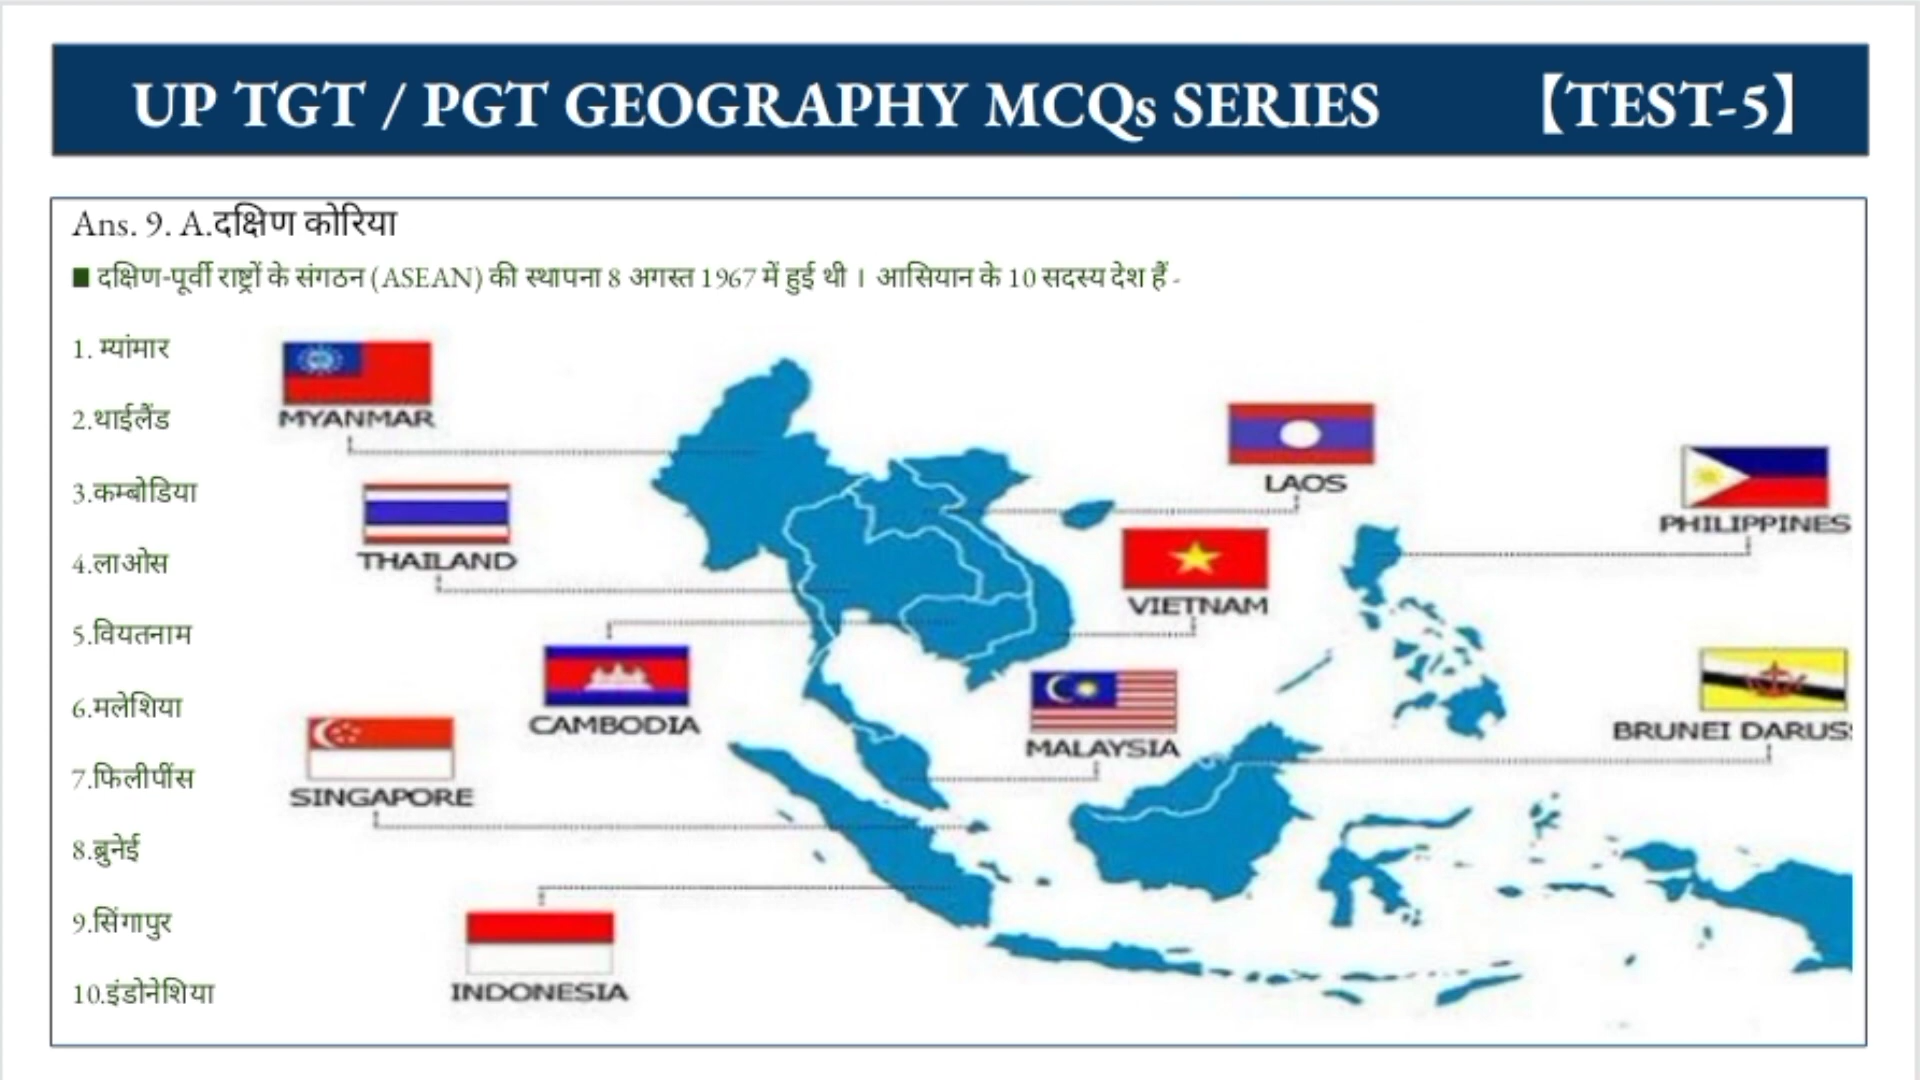 UP TGT / PGT GEOGRAPHY MCQs SERIES 【TEST-5】
Ans. 9. A.दक्षिण कोरिया
■ दक्षिण-पूर्वी राष्ट्रों के संगठन (ASEAN) की स्थापना 8 अगस्त 1967 में हुई थी । आसियान के 10 सदस्य देश हैं -
1. म्यांमार
2.थाईलैंड
3.कम्बोडिया
4.लाओस
5.वियतनाम
6.मलेशिया
7.फिलीपींस
8.ब्रुनेई
9.सिंगापुर
10.इंडोनेशिया
MYANMAR
LAOS
PHILIPPINES
THAILAND
VIETNAM
CAMBODIA
BRUNEI DARUSS
MALAYSIA
SINGAPORE
INDONESIA